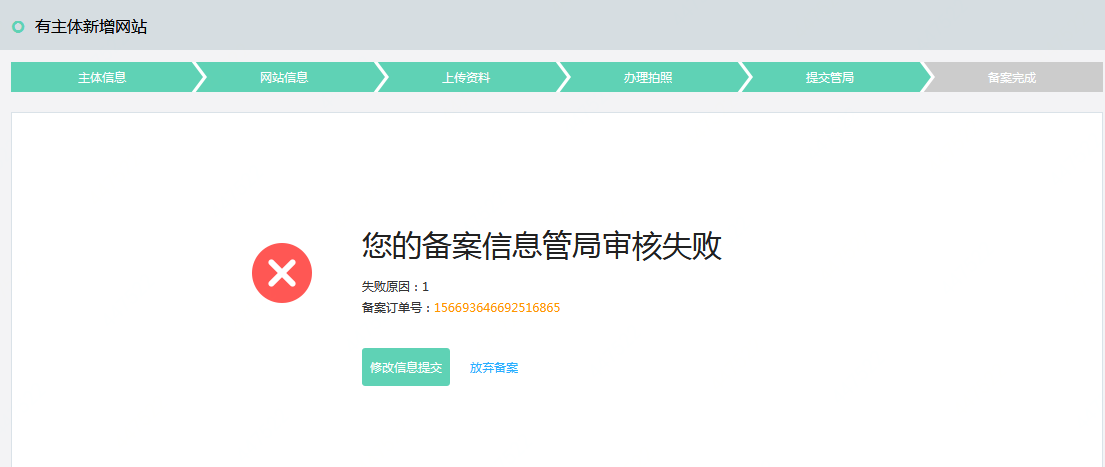 有主体新增网站
主体信息
网站信息
上传资料
办理拍照
提交管局
备案完成
您的备案信息管局审核失败
失败原因：1
备案订单号：156693646692516865
修改信息提交
放弃备案